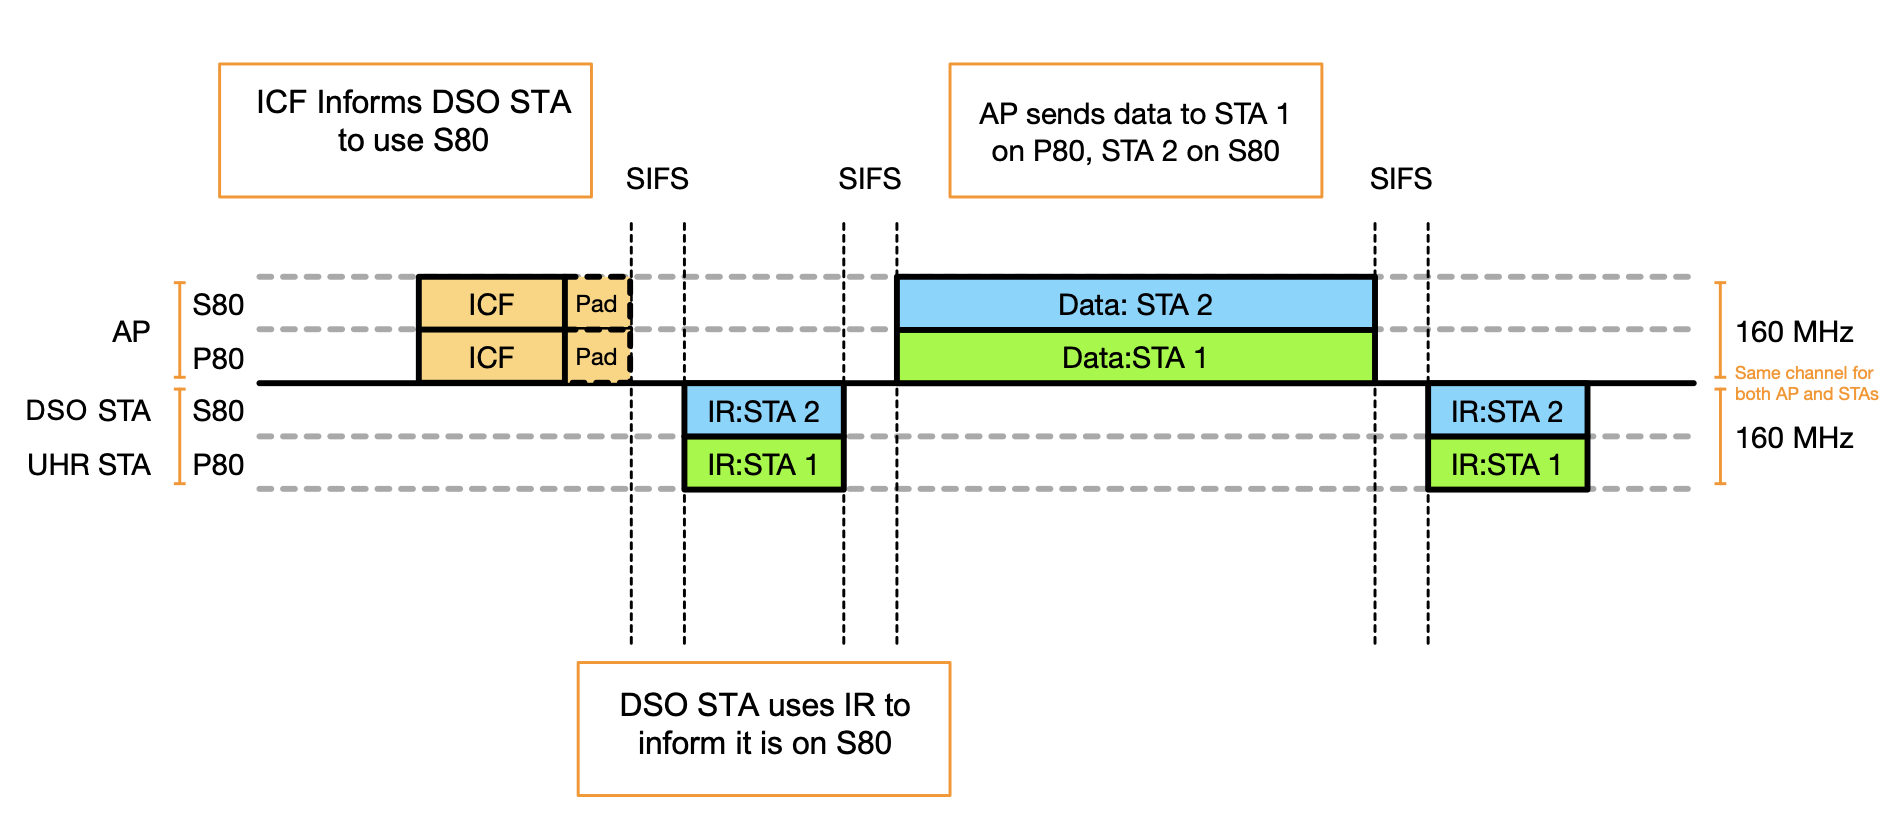 ICF Informs DSO STA
to use S80
AP sends data to STA 1
on P80, STA 2 on S80
SIFS
SIFS
SIFS
AP
S80
ICF
Pad
Data: STA 2
160 MHz
P80
ICF
Pad
Data:STA 1
Same channel for
both AP and STAs
DSO STA
S80
IR:STA 2
IR:STA 2
160 MHz
UHR STA
P80
IR:STA 1
IR:STA 1
DSO STA uses IR to
inform it is on S80